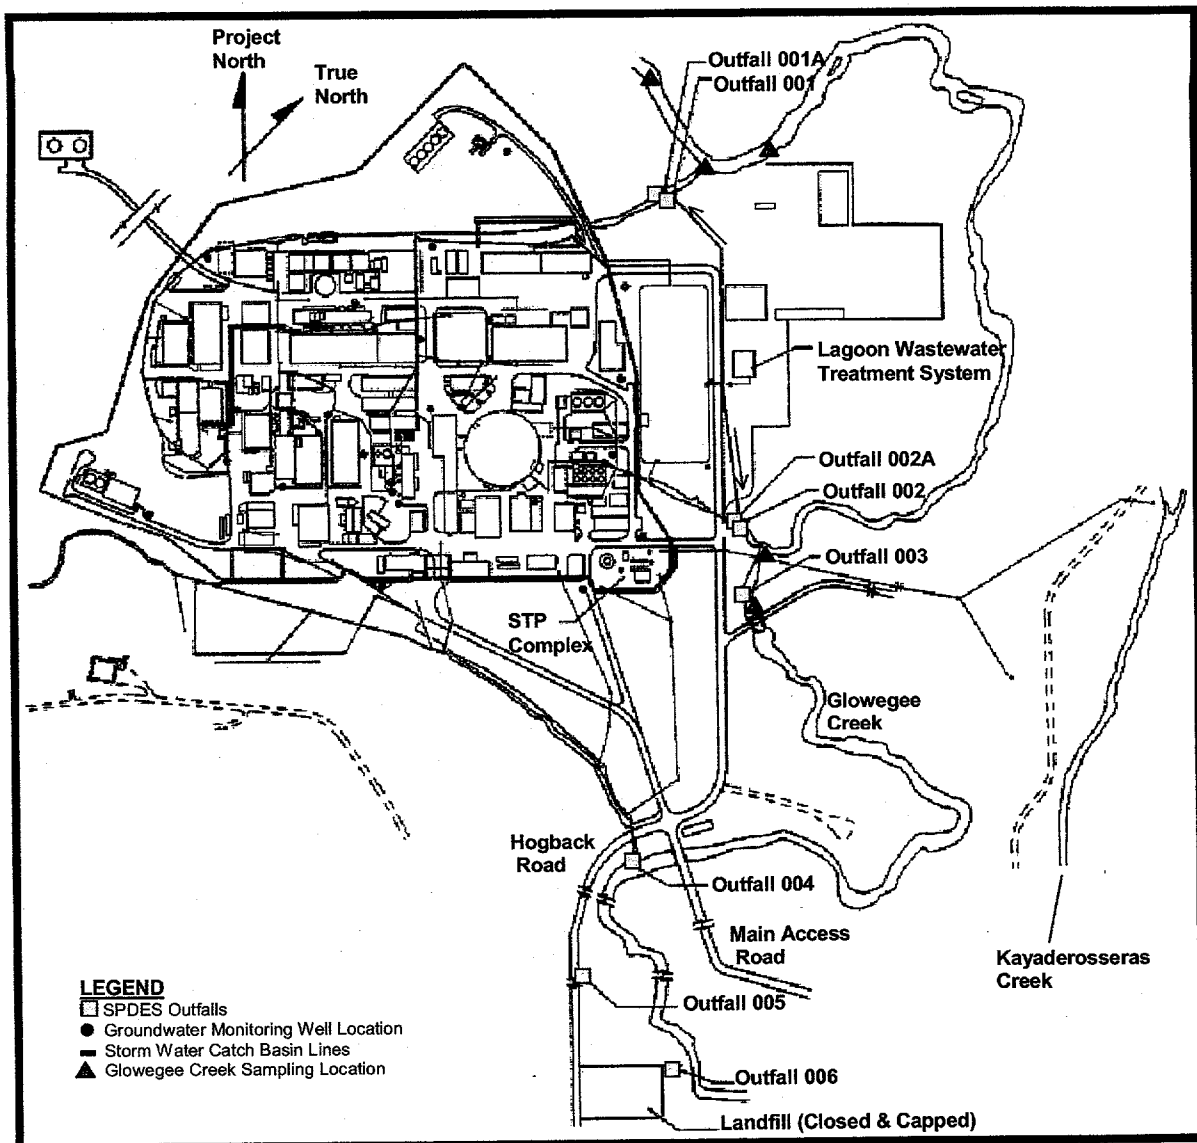 Project
North
True
North
Outfall 001A
Outfall 001
Lagoon Wastewater
Treatment System
Outfall 002A
Outfall 002
Outfall 003
STP
Complex
Glowegee
Creek
Hogback
Road
Outfall 004
Main Access
Road
Kayaderosseras
Creek
LEGEND
SPDES Outfalls
Groundwater Monitoring Well Location
Storm Water Catch Basin Lines
Glowegee Creek Sampling Location
Outfall 005
Outfall 006
Landfill (Closed & Capped)